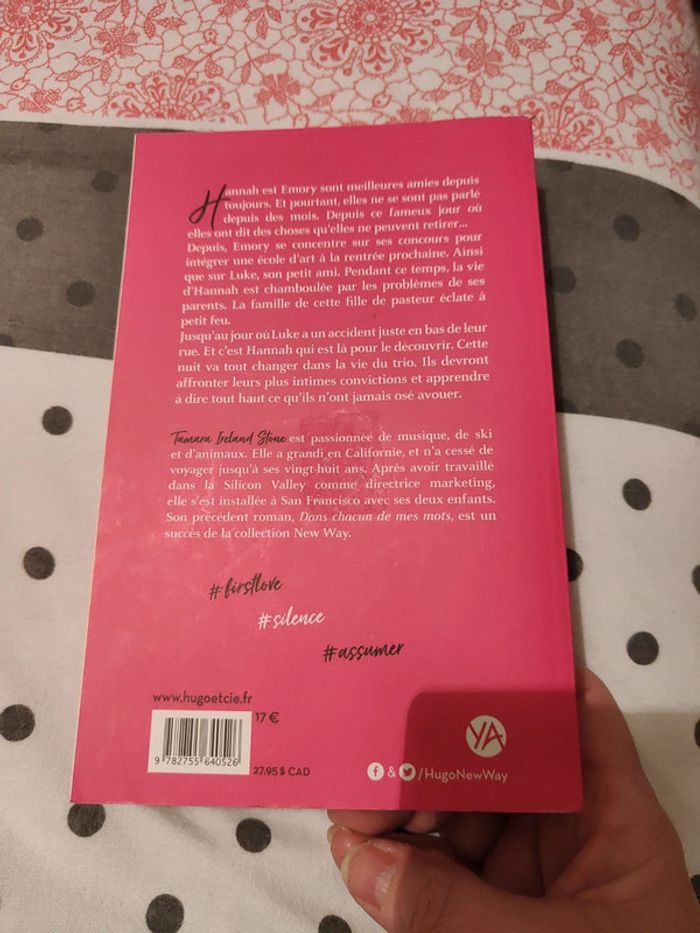 Hannah est Emory sont meilleures amies depuis
toujours. Et pourtant, elles ne se sont pas parlé
depuis des mois. Depuis ce fameux jour où
elles ont dit des choses qu'elles ne peuvent retirer...
Depuis, Emory se concentre sur ses concours pour
intégrer une école d'art à la rentrée prochaine. Ainsi
que sur Luke, son petit ami. Pendant ce temps, la vie
d'Hannah est chamboulée par les problèmes de ses
parents. La famille de cette fille de pasteur éclate à
petit feu.
Jusqu'au jour où Luke a un accident juste en bas de leur
rue. Et c'est Hannah qui est là pour le découvrir. Cette
nuit va tout changer dans la vie du trio. Ils devront
affronter leurs plus intimes convictions et apprendre
à dire tout haut ce qu'ils n'ont jamais osé avouer.
Tamara Ireland Stone est passionnée de musique, de ski
et d'animaux. Elle a grandi en Californie, et n'a cessé de
voyager jusqu'à ses vingt-huit ans. Après avoir travaillé
dans la Silicon Valley comme directrice marketing,
elle s'est installée à San Francisco avec ses deux enfants.
Son précédent roman, Dans chacun de mes mots, est un
succès de la collection New Way.
#firstlove
#silence
#assumer
www.hugoetcie.fr
17 €
9 782755 640526
27.95 $ CAD
YA
f & /HugoNewWay